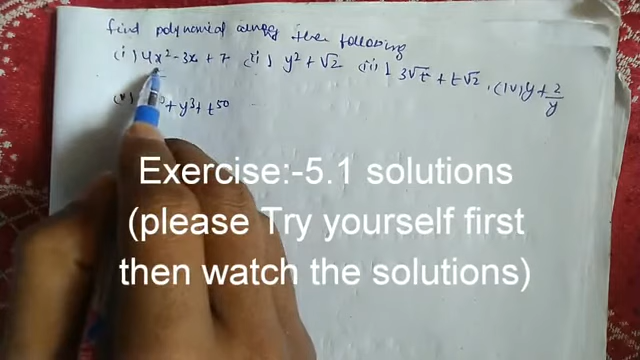 find polynomial among the following
(i) 4x² - 3x + 7 (ii) y² + √2 (iii) 3√t + t√2 , (iv) y + 2/y
(v) + y³ + t⁵⁰
Exercise:-5.1 solutions
(please Try yourself first
then watch the solutions)